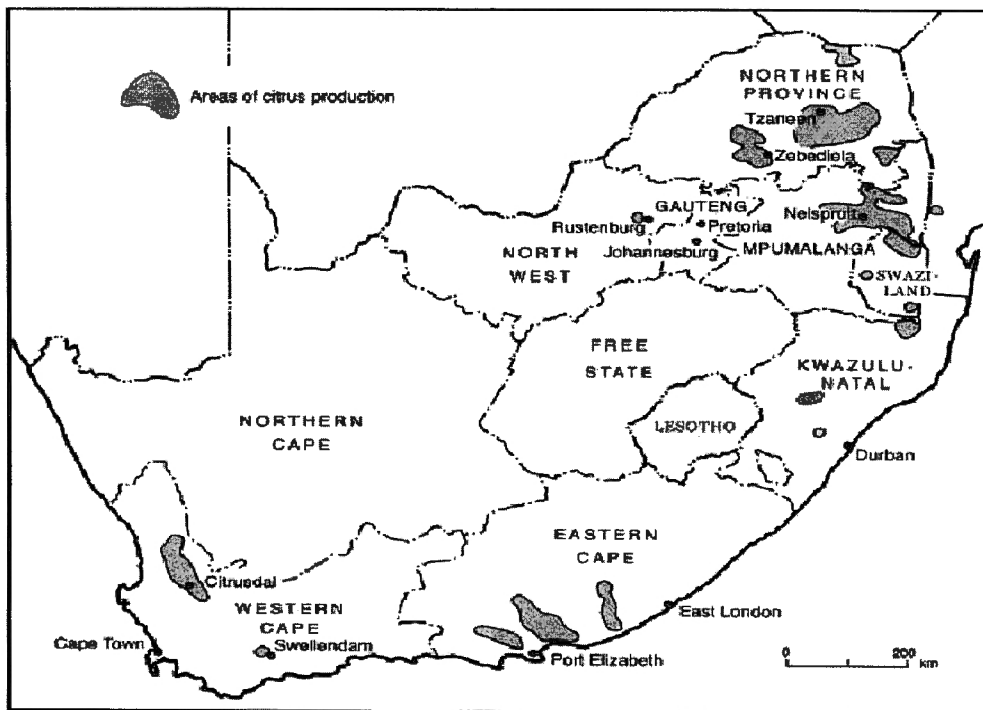 Areas of citrus production
NORTHERN
PROVINCE
Tzaneen
Zebediela
GAUTENG
Nelspruit
Rustenburg
Pretoria
Johannesburg
MPUMALANGA
NORTH
WEST
SWAZI-
LAND
FREE
STATE
KWAZULU-
NATAL
NORTHERN
CAPE
LESOTHO
Durban
EASTERN
CAPE
Citrusdal
WESTERN
CAPE
East London
Cape Town
Swellendam
Port Elizabeth
0 200
km